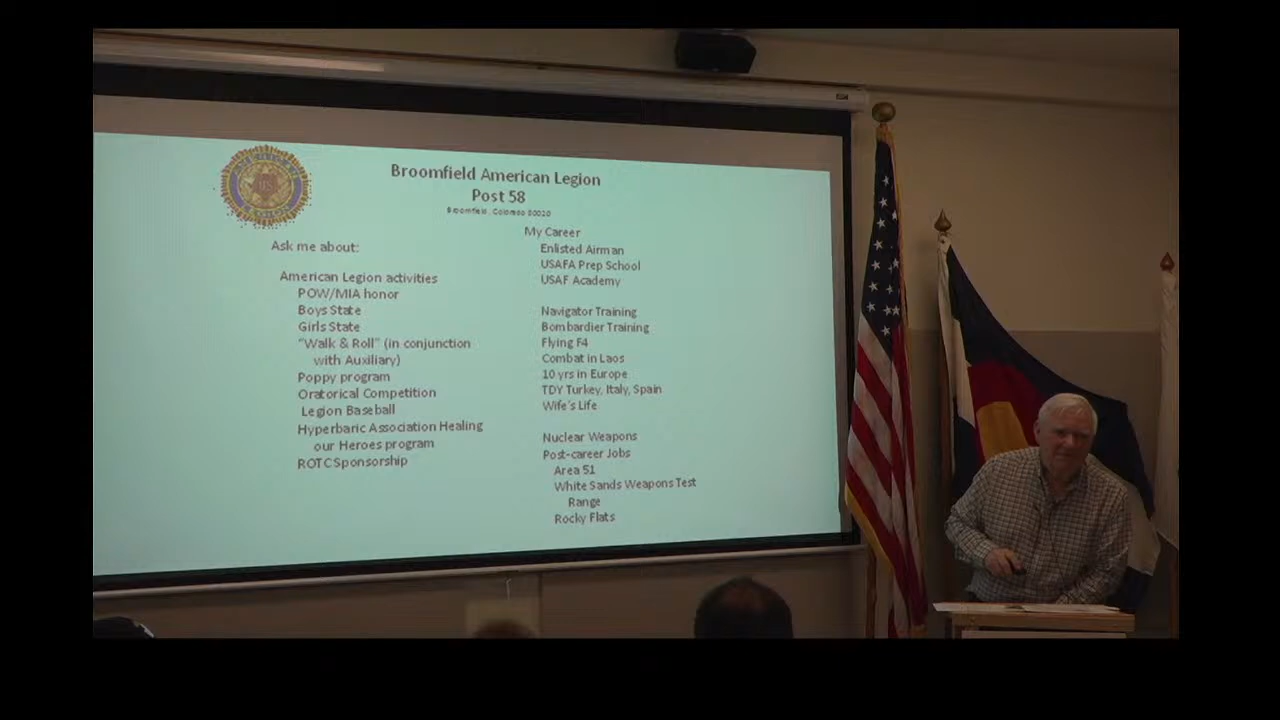 Broomfield American Legion
Post 58
Broomfield, Colorado 80020
Ask me about:
American Legion activities
POW/MIA honor
Boys State
Girls State
"Walk & Roll" (in conjunction
with Auxiliary)
Poppy program
Oratorical Competition
Legion Baseball
Hyperbaric Association Healing
our Heroes program
ROTC Sponsorship
My Career
Enlisted Airman
USAFA Prep School
USAF Academy
Navigator Training
Bombardier Training
Flying F4
Combat in Laos
10 yrs in Europe
TDY Turkey, Italy, Spain
Wife's Life
Nuclear Weapons
Post-career Jobs
Area 51
White Sands Weapons Test
Range
Rocky Flats